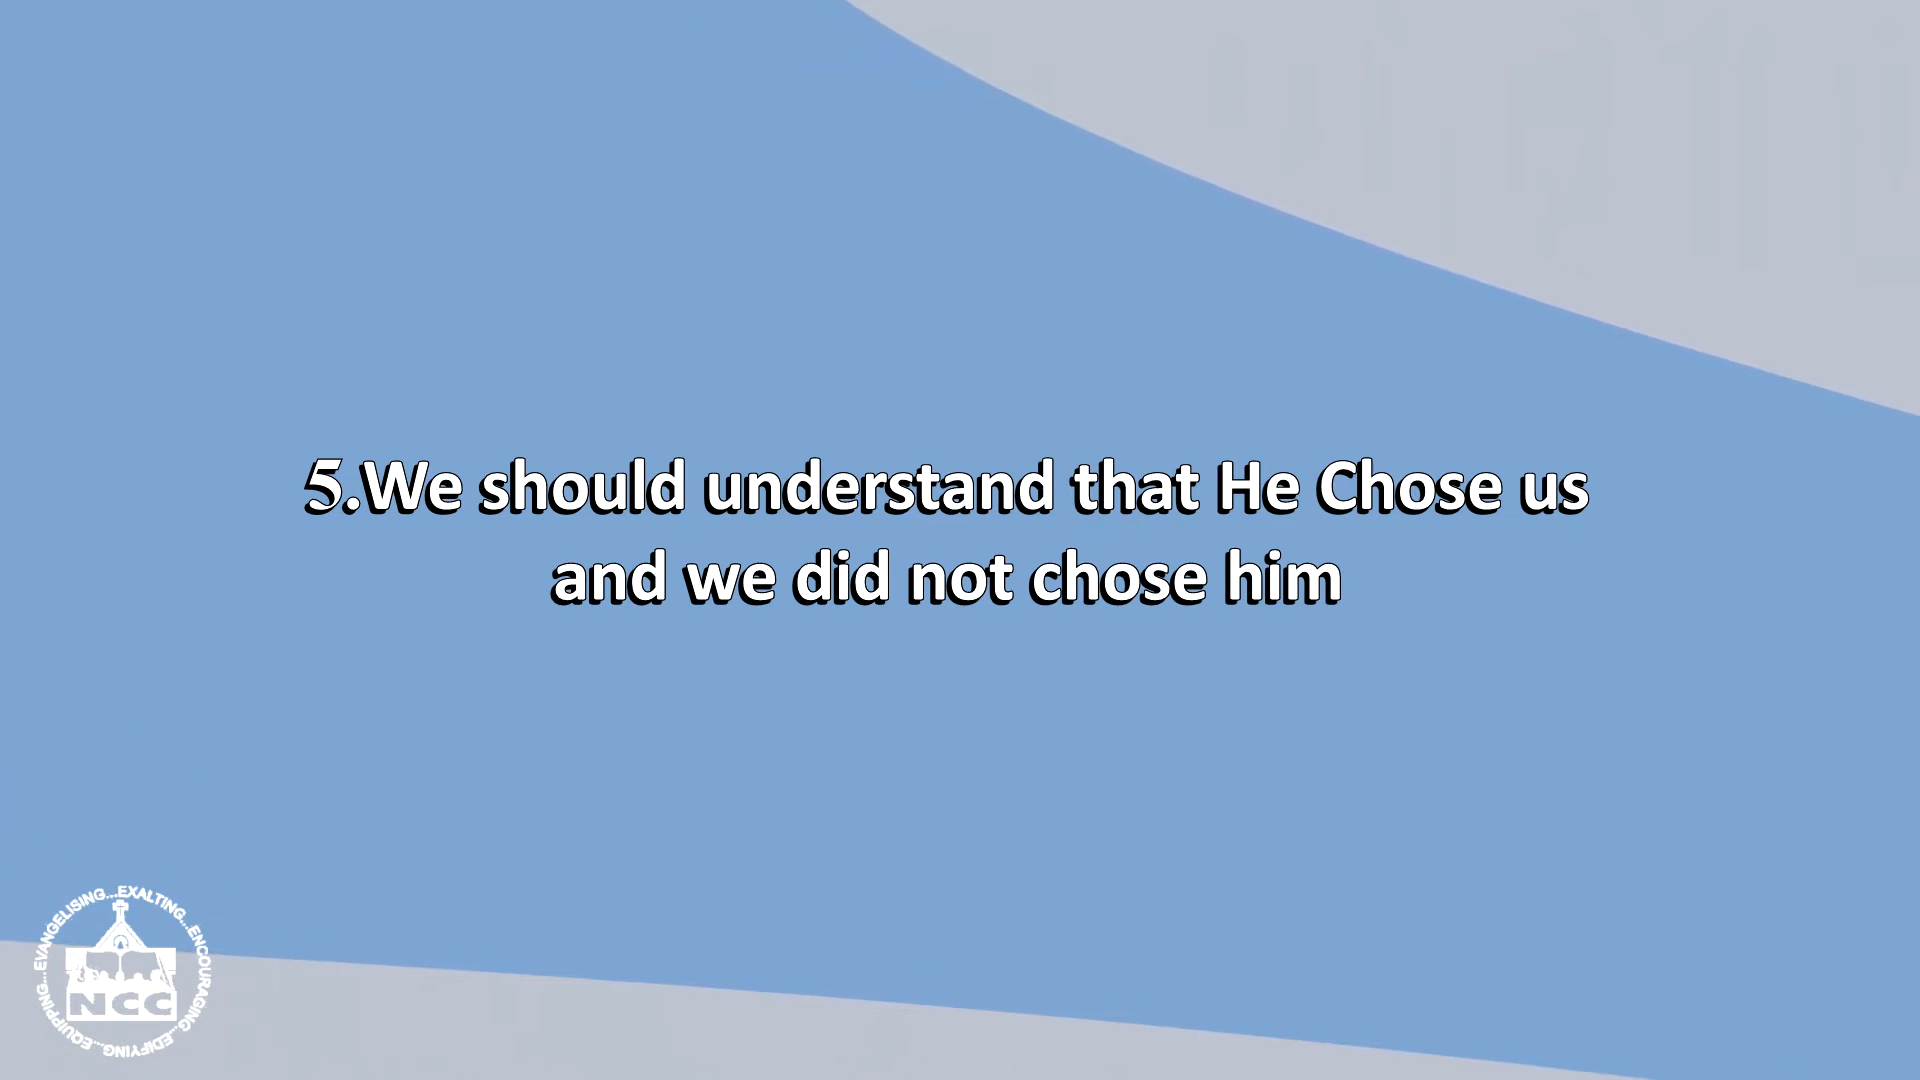 5.We should understand that He Chose us
and we did not chose him
EVANGELISING...EXALTING...ENCOURAGING...EDIFYING...EQUIPPING...
NCC